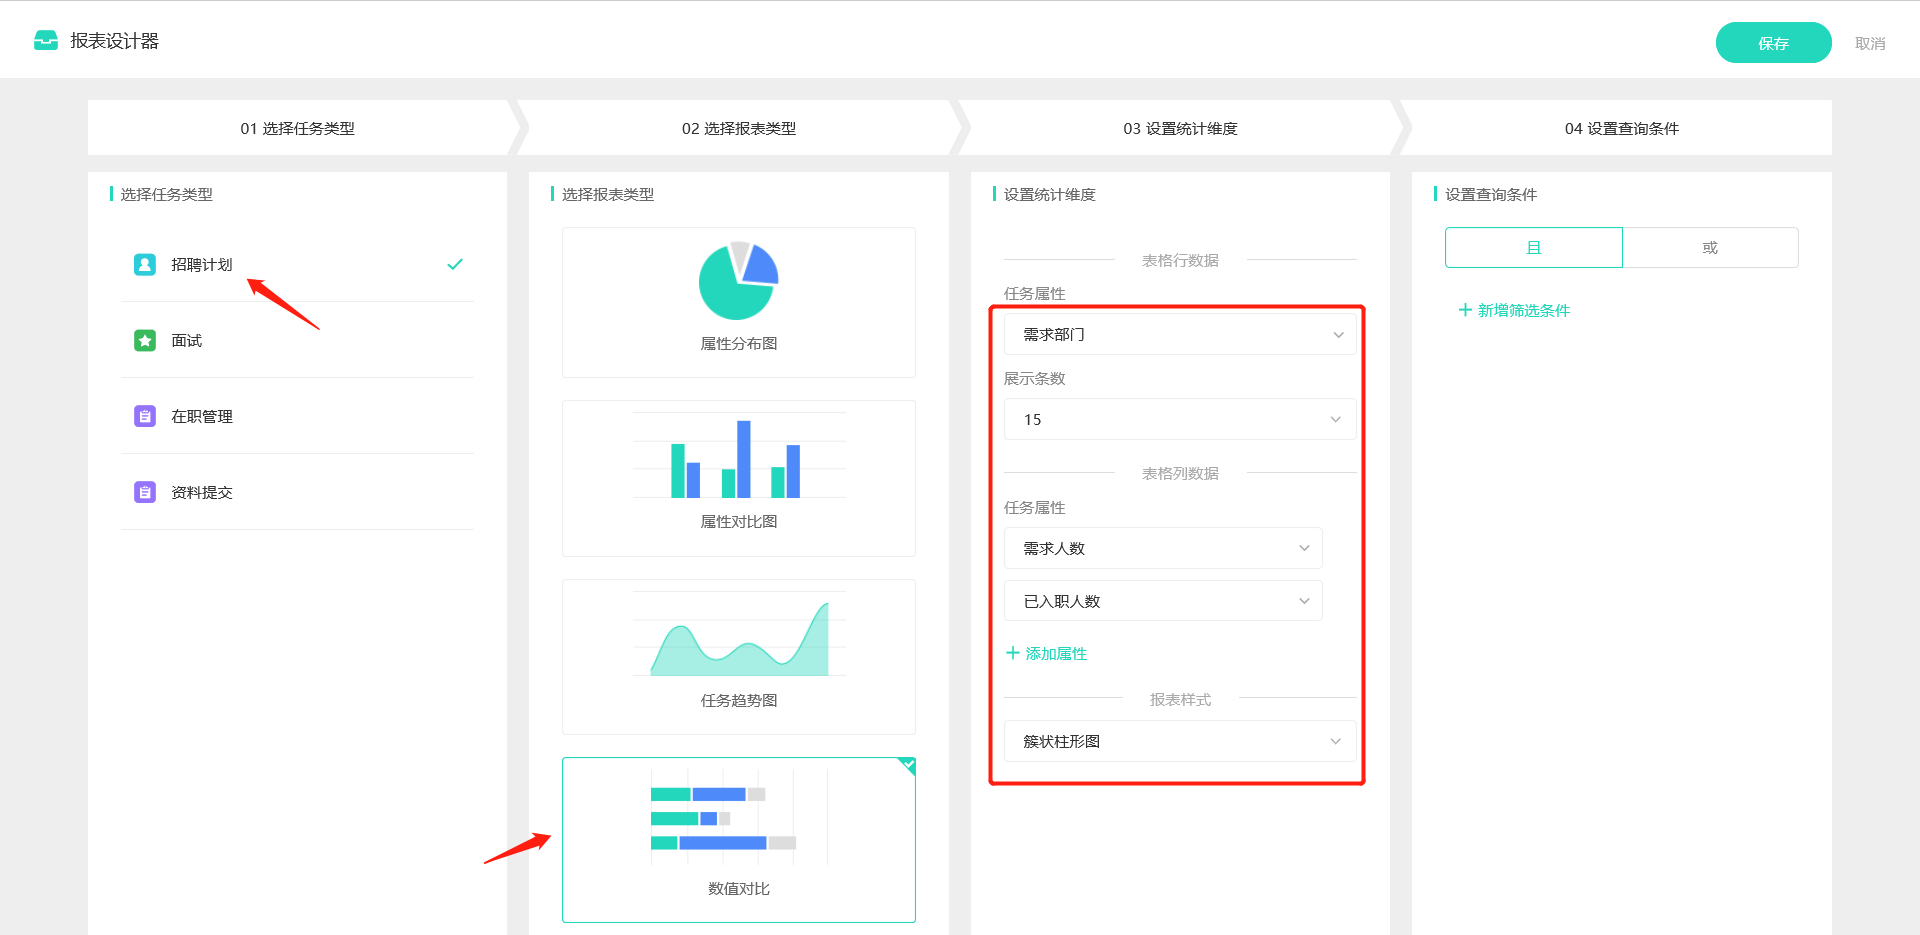 报表设计器
保存
取消
01 选择任务类型
02 选择报表类型
03 设置统计维度
04 设置查询条件
选择任务类型
招聘计划
面试
在职管理
资料提交
选择报表类型
属性分布图
属性对比图
任务趋势图
数值对比
设置统计维度
表格行数据
任务属性
需求部门
展示条数
15
表格列数据
任务属性
需求人数
已入职人数
添加属性
报表样式
簇状柱形图
设置查询条件
且
或
新增筛选条件